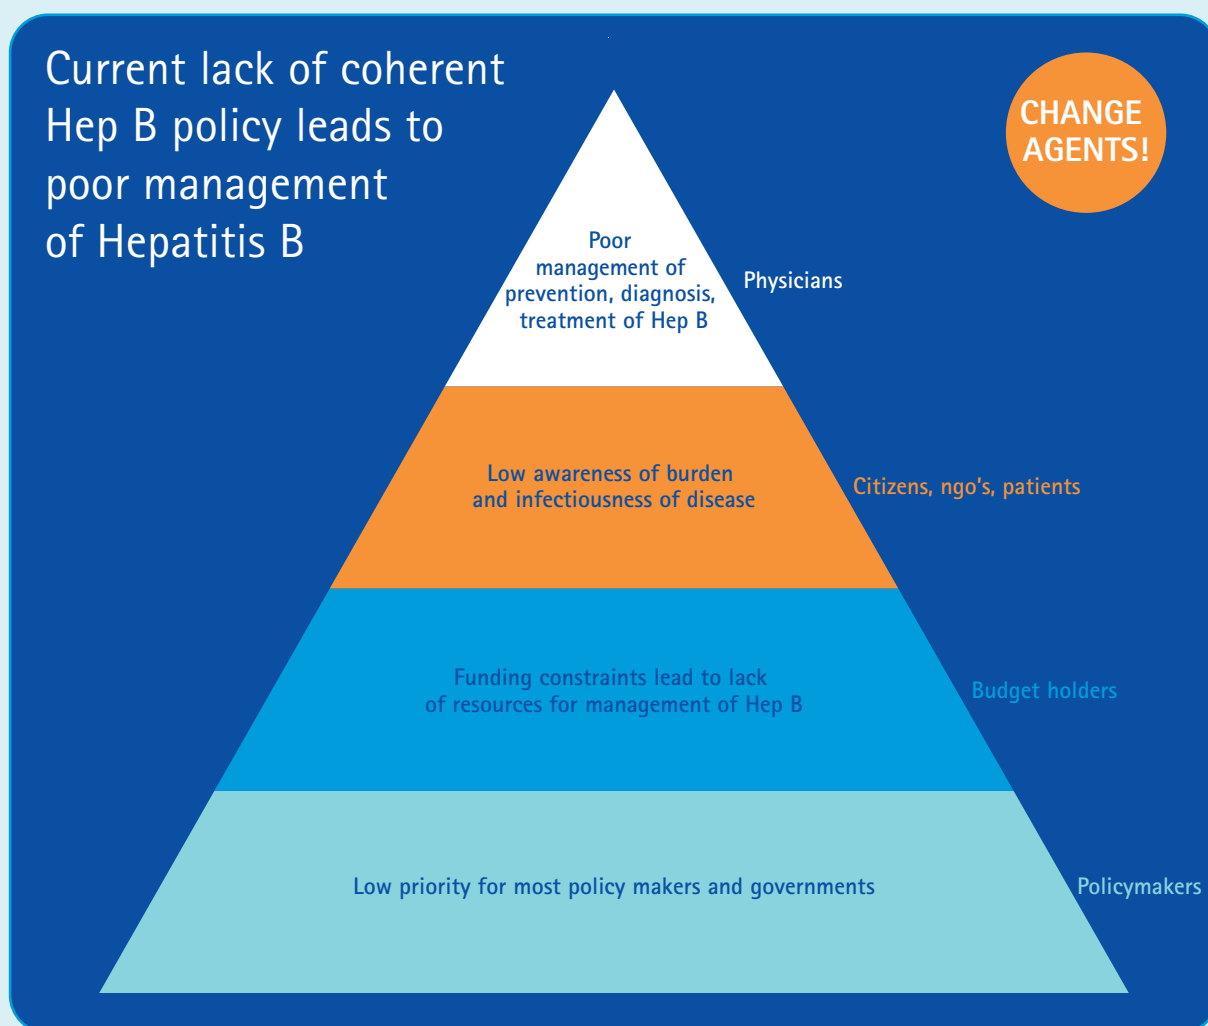 Current lack of coherent
Hep B policy leads to
poor management
of Hepatitis B
CHANGE
AGENTS!
Poor
management of
prevention, diagnosis,
treatment of Hep B
Physicians
Low awareness of burden
and infectiousness of disease
Citizens, ngo's, patients
Funding constraints lead to lack
of resources for management of Hep B
Budget holders
Low priority for most policy makers and governments
Policymakers